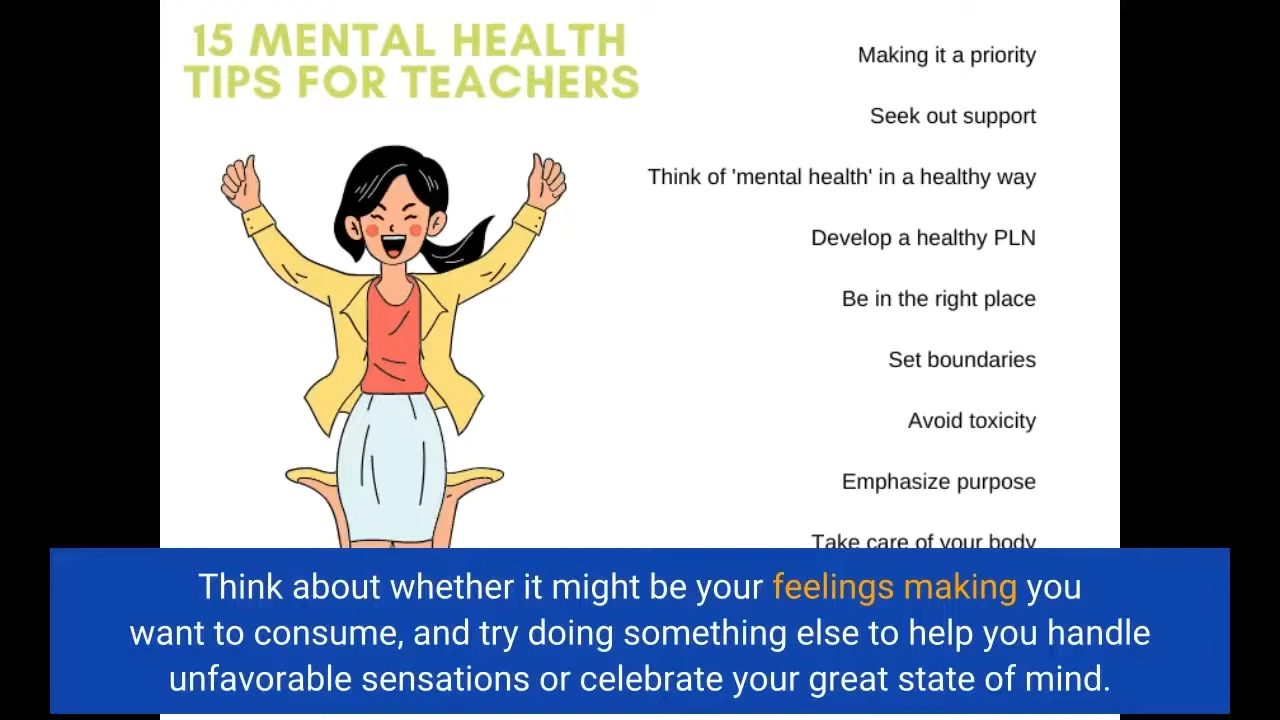 15 MENTAL HEALTH
TIPS FOR TEACHERS
Making it a priority
Seek out support
Think of 'mental health' in a healthy way
Develop a healthy PLN
Be in the right place
Set boundaries
Avoid toxicity
Emphasize purpose
Take care of your body
Think about whether it might be your feelings making you
want to consume, and try doing something else to help you handle
unfavorable sensations or celebrate your great state of mind.